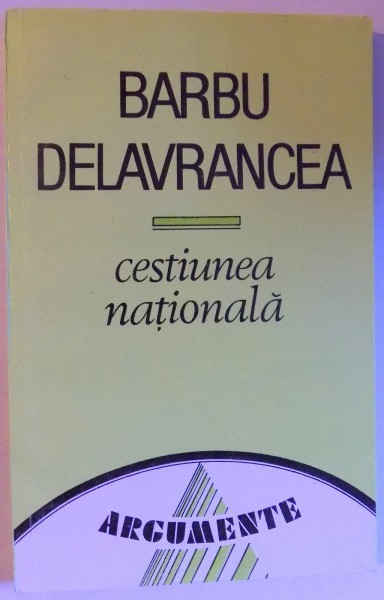 BARBU
DELAVRANCEA
cestiunea
națională
ARGUMENTE